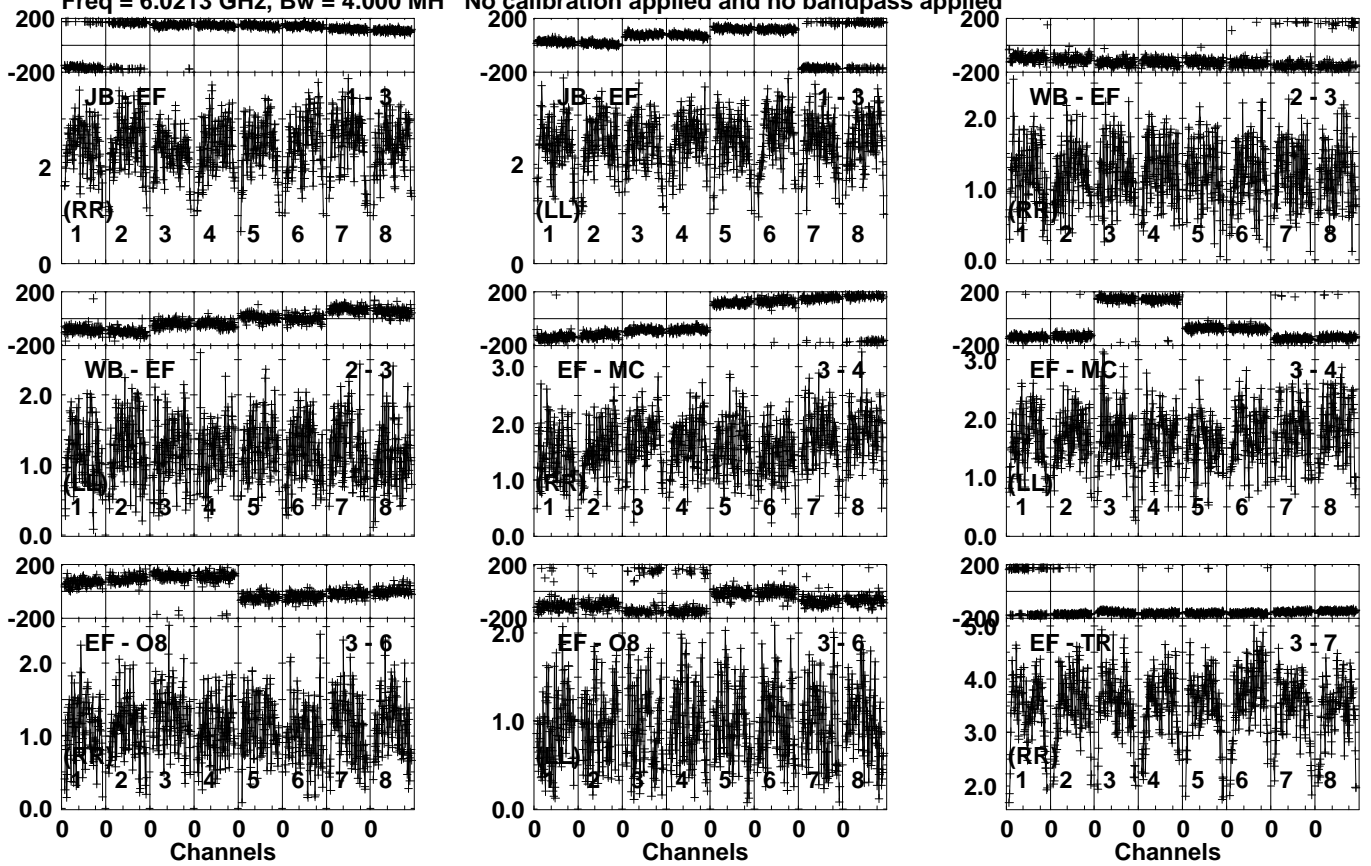 Freq = 6.0213 GHz, Bw = 4.000 MH No calibration applied and no bandpass applied
200
-200
JB - EF 1 - 3
2
(RR)
1 2 3 4 5 6 7 8
0
200
-200
JB - EF 1 - 3
2
(LL)
1 2 3 4 5 6 7 8
0
200
-200
WB - EF 2 - 3
2.0
1.0
(RR)
1 2 3 4 5 6 7 8
0.0
200
-200
WB - EF 2 - 3
2.0
1.0
(LL)
1 2 3 4 5 6 7 8
0.0
200
-200
EF - MC 3 - 4
3.0
2.0
1.0
(RR)
1 2 3 4 5 6 7 8
0.0
200
-200
3.0
EF - MC 3 - 4
2.0
1.0
(LL)
1 2 3 4 5 6 7 8
0.0
200
-200
EF - O8 3 - 6
2.0
1.0
(RR)
1 2 3 4 5 6 7 8
0.0
0 0 0 0 0 0 0 0
Channels
200
-200
2.0
EF - O8 3 - 6
1.0
(LL)
1 2 3 4 5 6 7 8
0.0
0 0 0 0 0 0 0 0
Channels
200
-200
5.0
EF - TR 3 - 7
4.0
3.0
(RR)
1 2 3 4 5 6 7 8
2.0
0 0 0 0 0 0 0 0
Channels